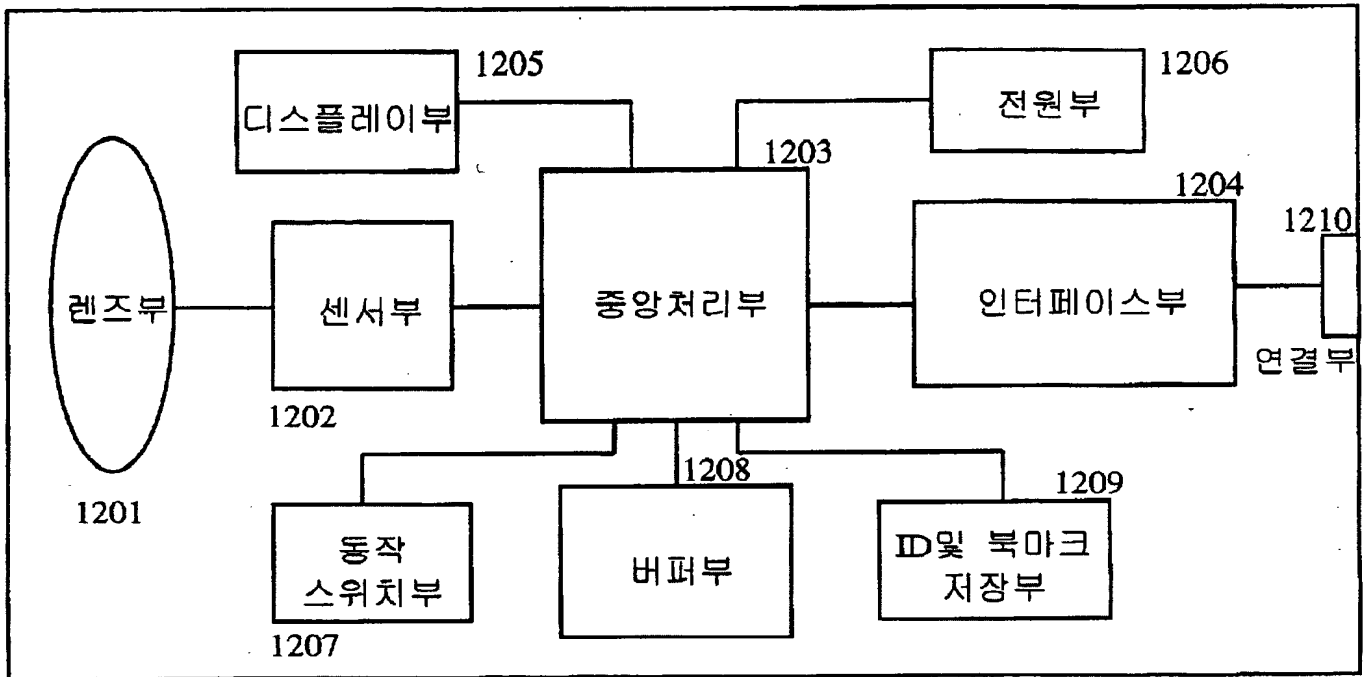 1205
디스플레이부
1206
전원부
1203
1204
1210
렌즈부
센서부
중앙처리부
인터페이스부
연결부
1202
1201
1208
1209
동작
스위치부
버퍼부
ID및 북마크
저장부
1207